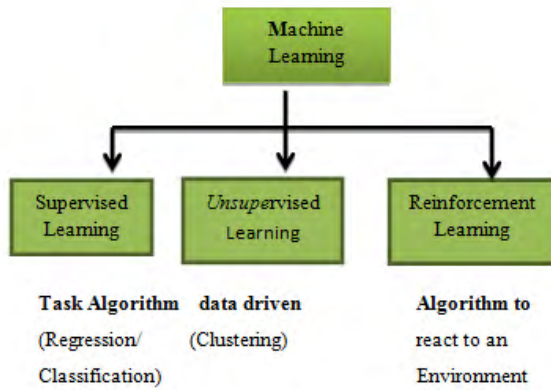 Machine
Learning
Supervised
Learning
Unsupervised
Learning
Reinforcement
Learning
Task Algorithm
(Regression/
Classification)
data driven
(Clustering)
Algorithm to
react to an
Environment